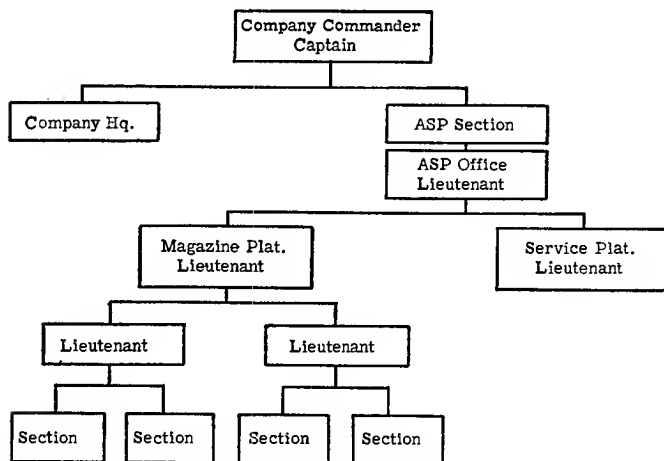 Company Commander
Captain
Company Hq.
ASP Section
ASP Office
Lieutenant
Magazine Plat.
Lieutenant
Service Plat.
Lieutenant
Lieutenant
Lieutenant
Section
Section
Section
Section